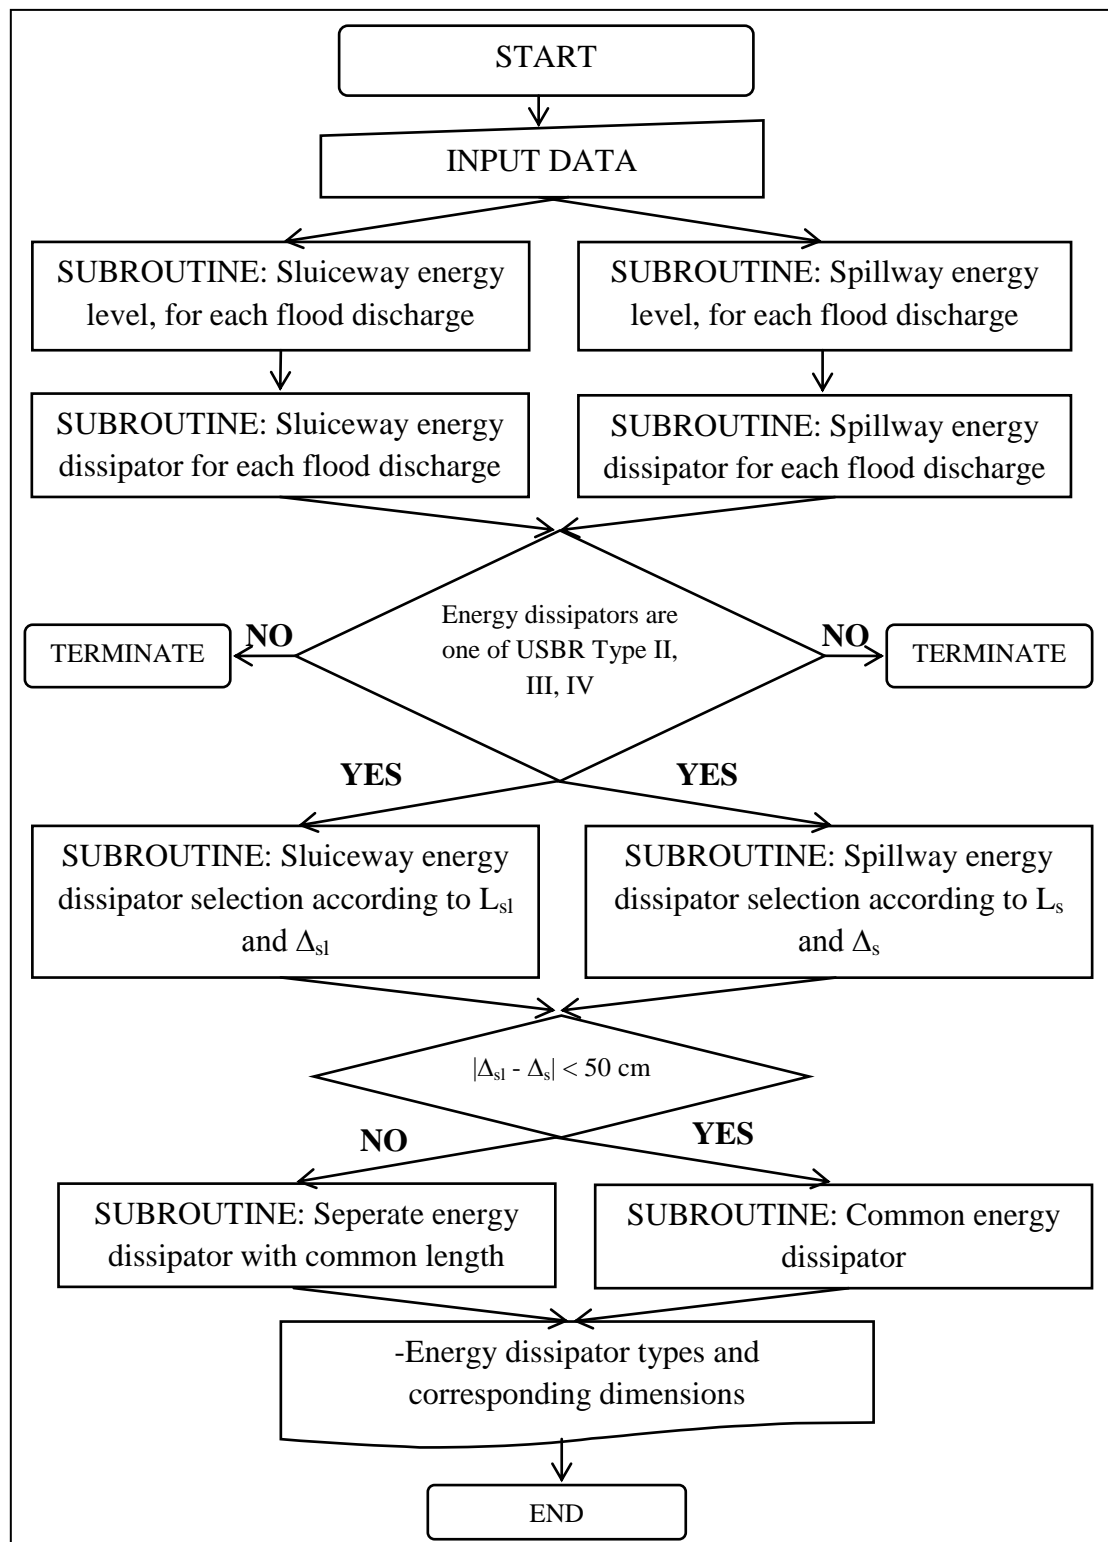 START
INPUT DATA
SUBROUTINE: Sluiceway energy
level, for each flood discharge
SUBROUTINE: Spillway energy
level, for each flood discharge
SUBROUTINE: Sluiceway energy
dissipator for each flood discharge
SUBROUTINE: Spillway energy
dissipator for each flood discharge
Energy dissipators are
one of USBR Type II,
III, IV
NO
TERMINATE
NO
TERMINATE
YES
YES
SUBROUTINE: Sluiceway energy
dissipator selection according to Lsl
and Δsl
SUBROUTINE: Spillway energy
dissipator selection according to Ls
and Δs
|Δsl - Δs| < 50 cm
NO
YES
SUBROUTINE: Seperate energy
dissipator with common length
SUBROUTINE: Common energy
dissipator
-Energy dissipator types and
corresponding dimensions
END